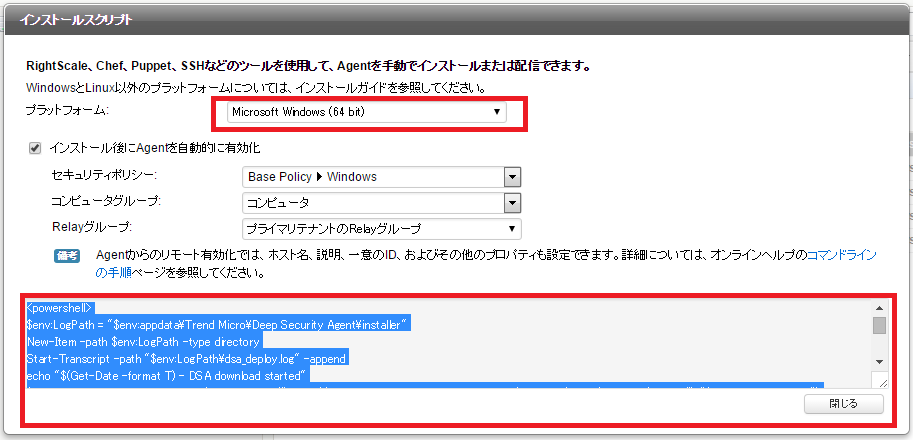 インストールスクリプト
RightScale、Chef、Puppet、SSHなどのツールを使用して、Agentを手動でインストールまたは配信できます。
WindowsとLinux以外のプラットフォームについては、インストールガイドを参照してください。
プラットフォーム: Microsoft Windows (64 bit)
インストール後にAgentを自動的に有効化
セキュリティポリシー: Base Policy ▶ Windows
コンピュータグループ: コンピュータ
Relayグループ: プライマリテナントのRelayグループ
備考 Agentからのリモート有効化では、ホスト名、説明、一意のID、およびその他のプロパティも設定できます。詳細については、オンラインヘルプのコマンドライン
の手順ページを参照してください。
<powershell>
$env:LogPath = "$env:appdata¥Trend Micro¥Deep Security Agent¥installer"
New-Item -path $env:LogPath -type directory
Start-Transcript -path "$env:LogPath¥dsa_deploy.log" -append
echo "$(Get-Date -format T) - DSA download started"
閉じる